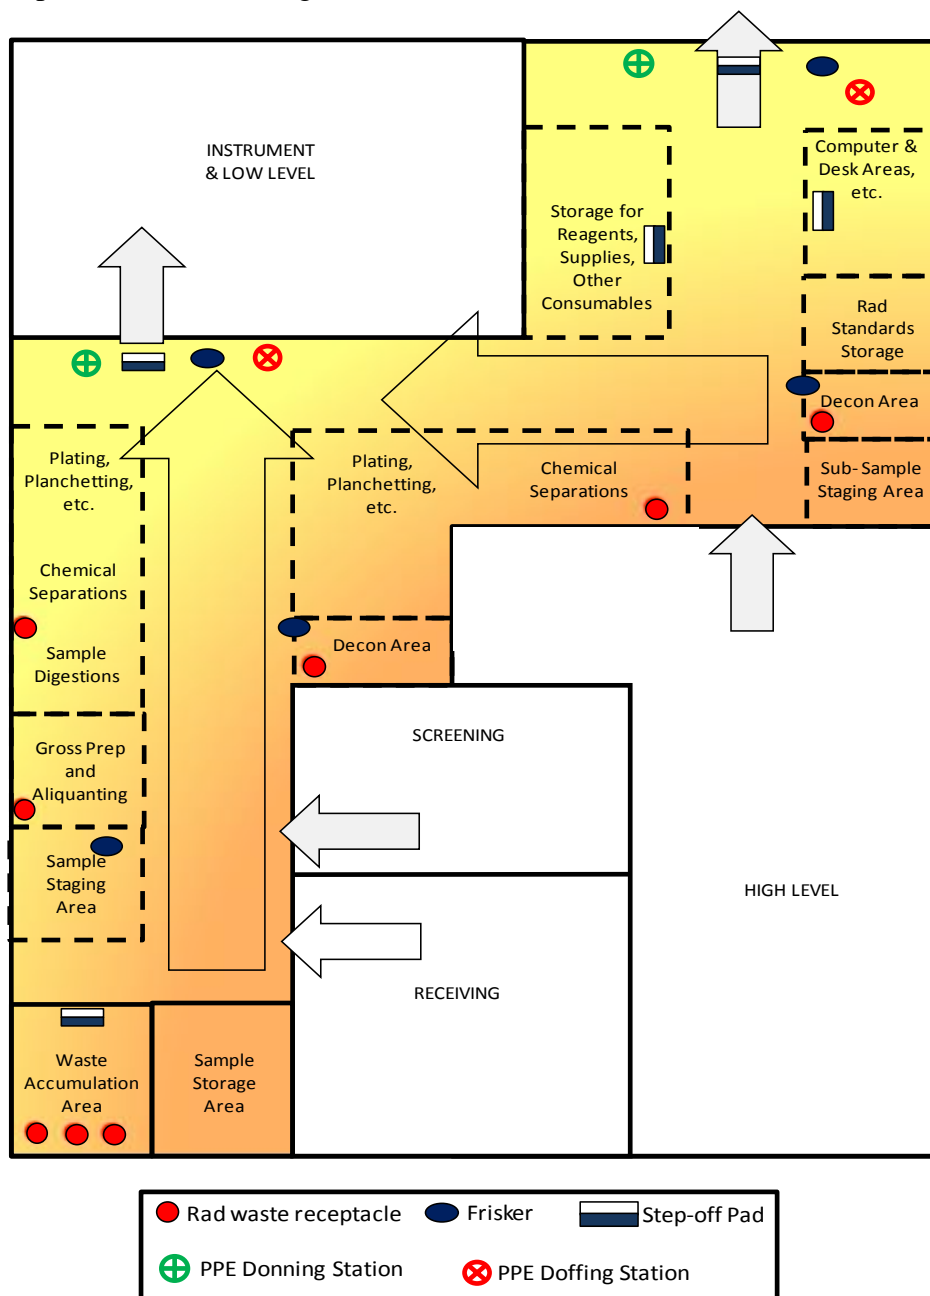 INSTRUMENT
& LOW LEVEL
Computer &
Desk Areas,
etc.
Storage for
Reagents,
Supplies,
Other
Consumables
Rad
Standards
Storage
Decon Area
Sub-Sample
Staging Area
Plating,
Planchetting,
etc.
Plating,
Planchetting,
etc.
Chemical
Separations
Chemical
Separations
Sample
Digestions
Decon Area
Gross Prep
and
Aliquanting
SCREENING
Sample
Staging
Area
HIGH LEVEL
RECEIVING
Waste
Accumulation
Area
Sample
Storage
Area
Rad waste receptacle
Frisker
Step-off Pad
PPE Donning Station
PPE Doffing Station